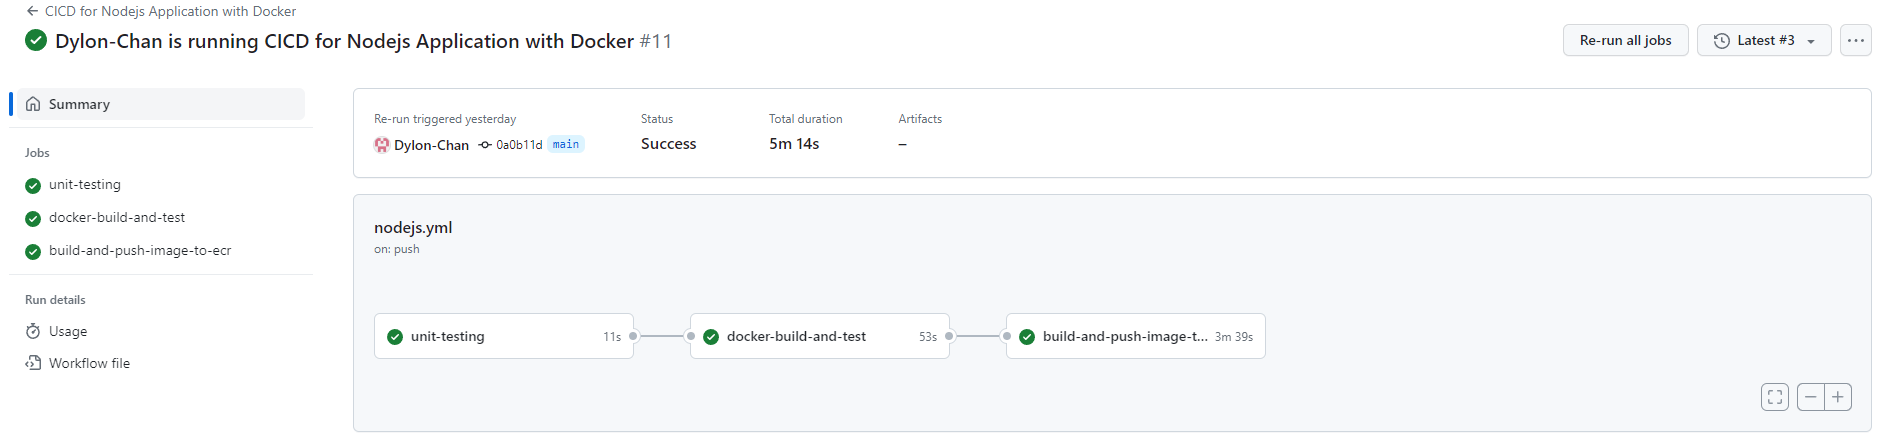 CICD for Nodejs Application with Docker
Dylon-Chan is running CICD for Nodejs Application with Docker #11
Re-run all jobs
Latest #3
Summary
Jobs
unit-testing
docker-build-and-test
build-and-push-image-to-ecr
Run details
Usage
Workflow file
Re-run triggered yesterday
Dylon-Chan 0a0b11d main
Status
Success
Total duration
5m 14s
Artifacts
–
nodejs.yml
on: push
unit-testing 11s
docker-build-and-test 53s
build-and-push-image-t... 3m 39s